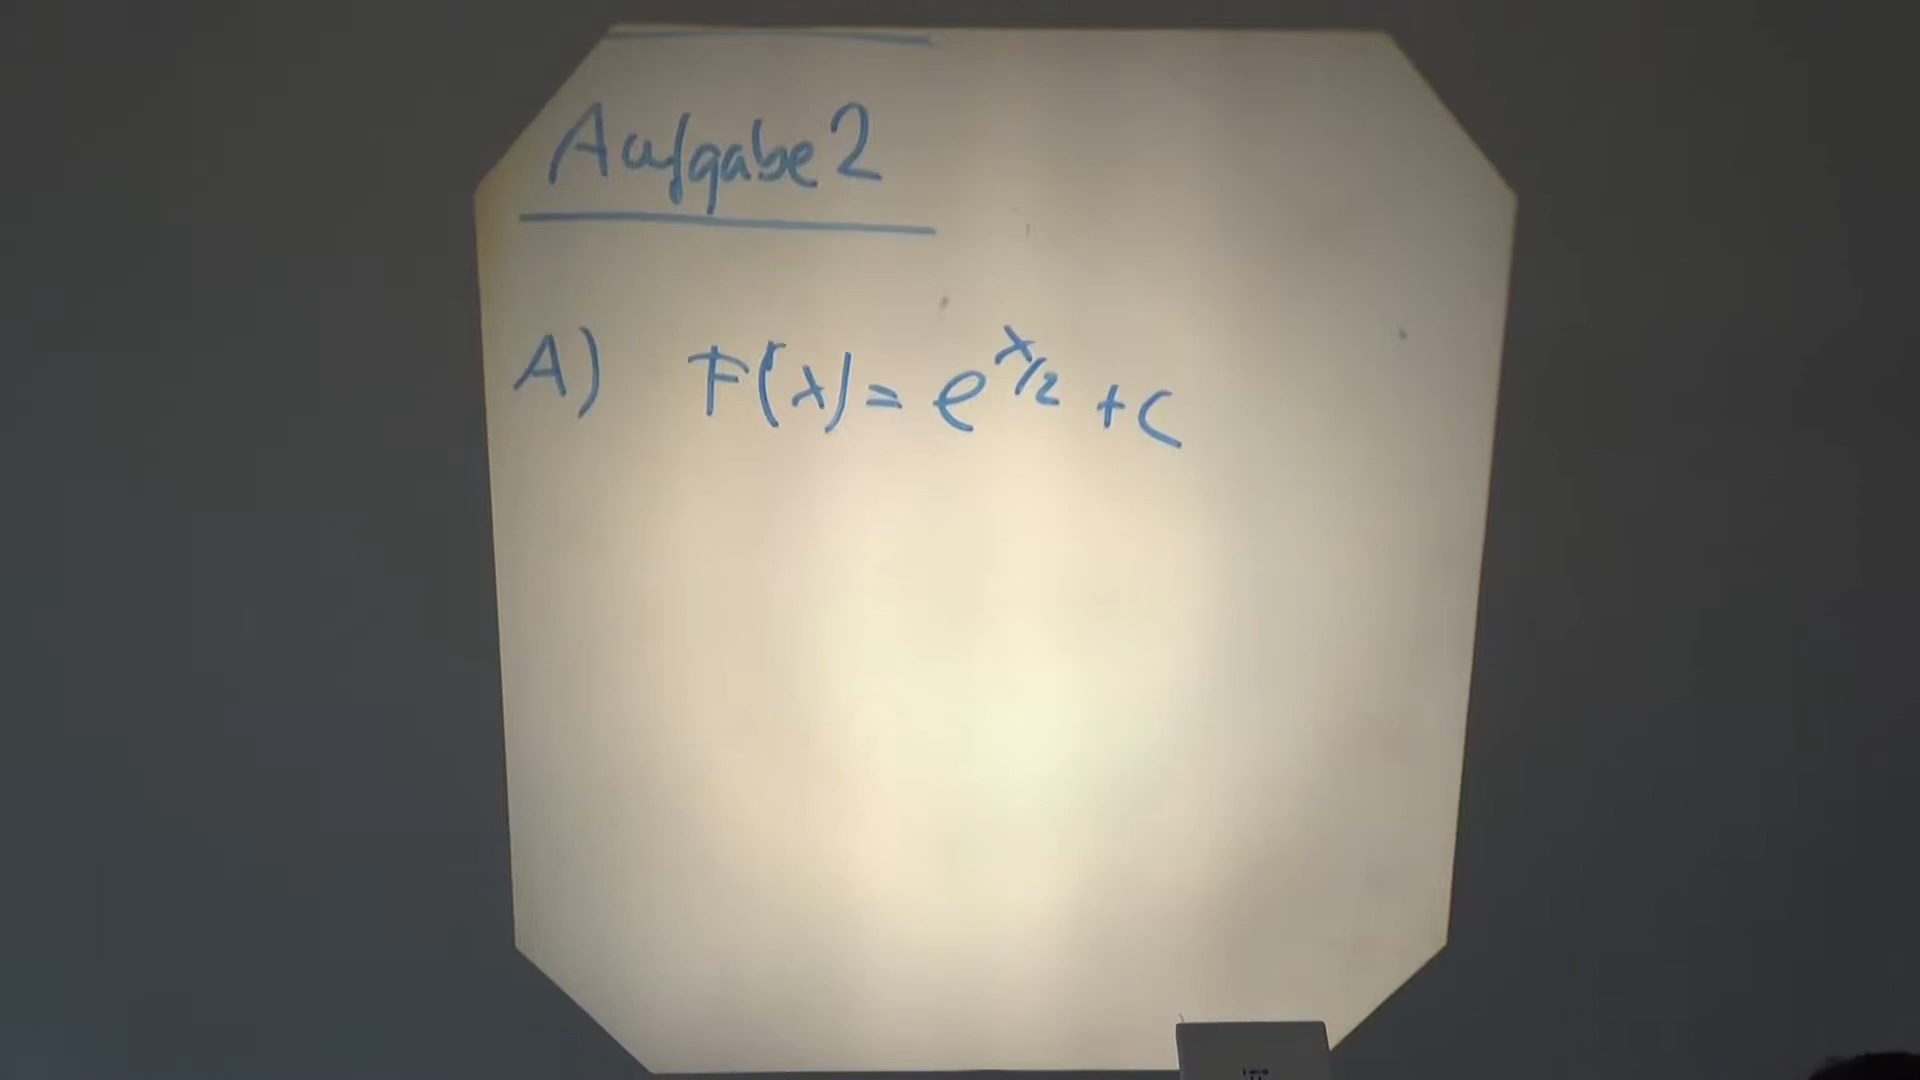 Aufgabe 2
A) F(x) = e^{x/2} + C